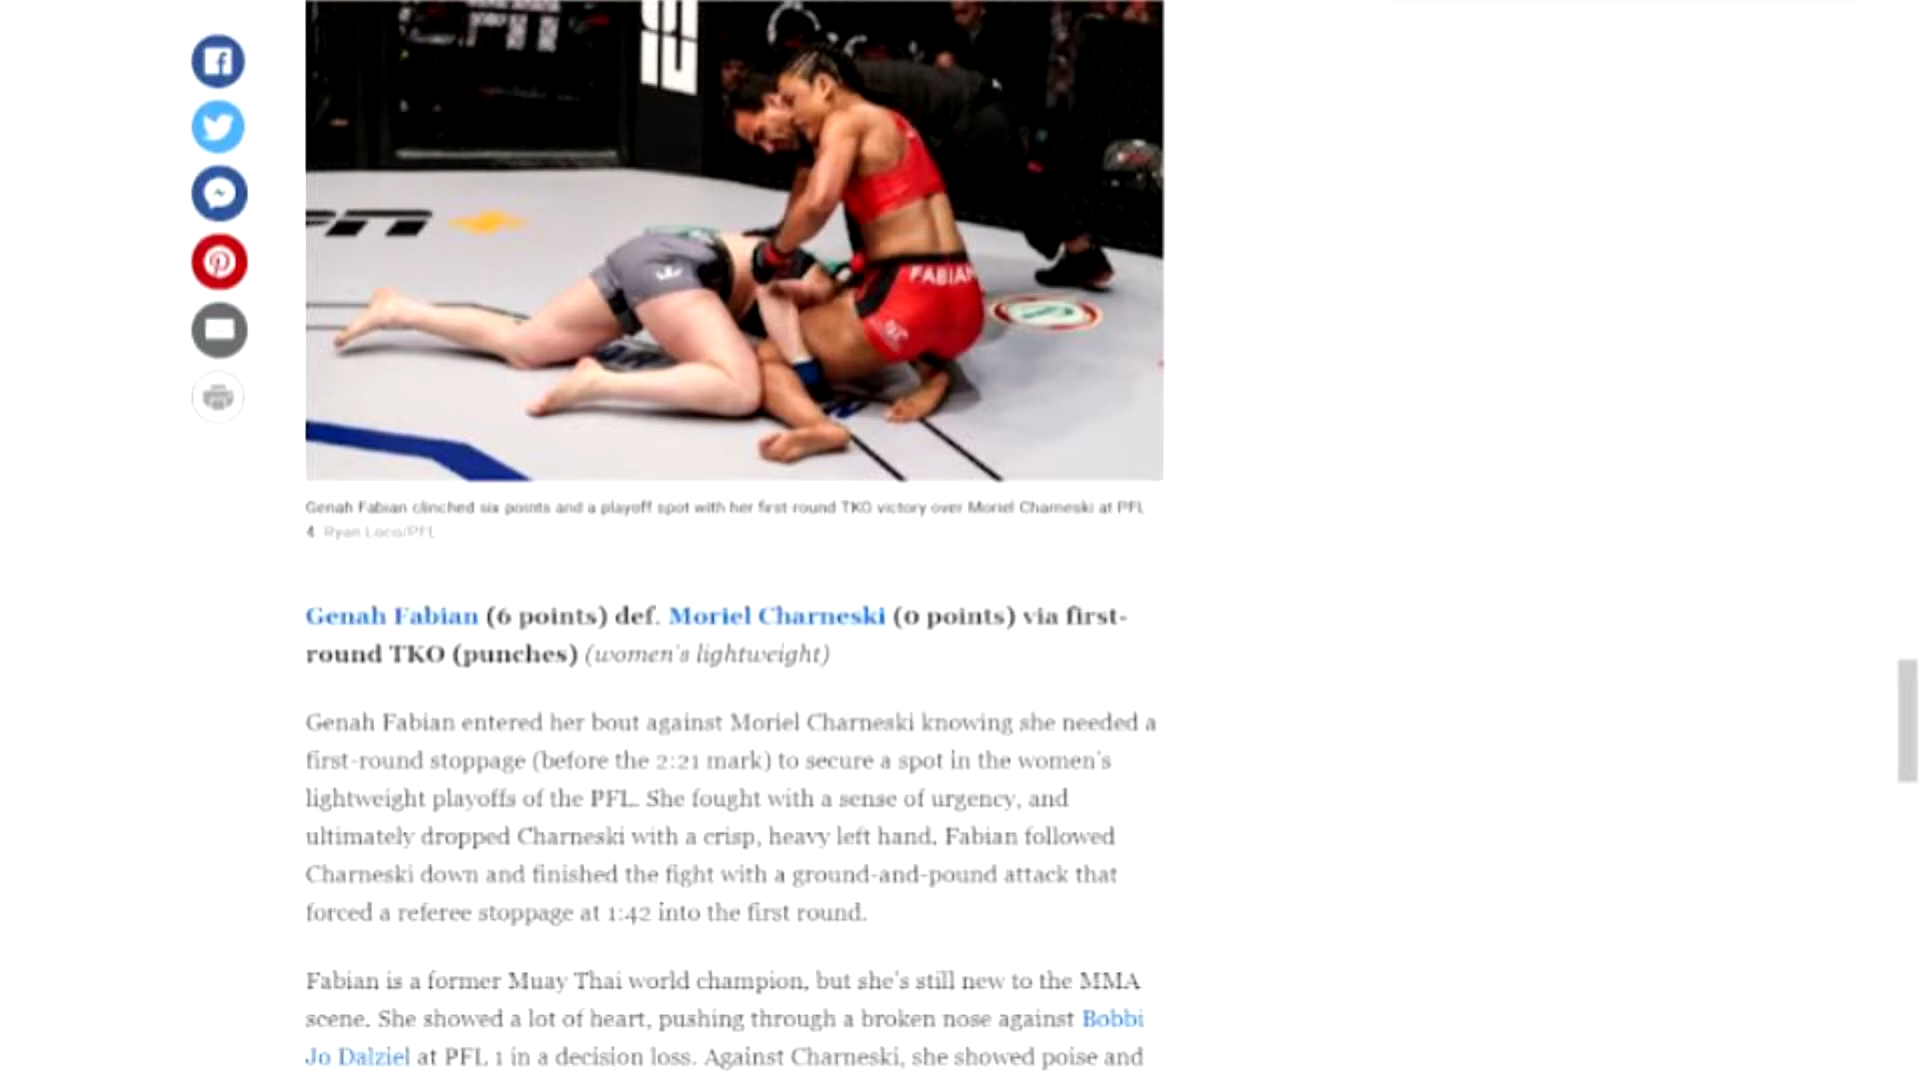 FABIAN
Genah Fabian clinched six points and a playoff spot with her first-round TKO victory over Moriel Charneski at PFL
4 Ryan Loco/PFL
Genah Fabian (6 points) def. Moriel Charneski (0 points) via first-
round TKO (punches) (women's lightweight)
Genah Fabian entered her bout against Moriel Charneski knowing she needed a
first-round stoppage (before the 2:21 mark) to secure a spot in the women's
lightweight playoffs of the PFL. She fought with a sense of urgency, and
ultimately dropped Charneski with a crisp, heavy left hand. Fabian followed
Charneski down and finished the fight with a ground-and-pound attack that
forced a referee stoppage at 1:42 into the first round.
Fabian is a former Muay Thai world champion, but she's still new to the MMA
scene. She showed a lot of heart, pushing through a broken nose against Bobbi
Jo Dalziel at PFL 1 in a decision loss. Against Charneski, she showed poise and